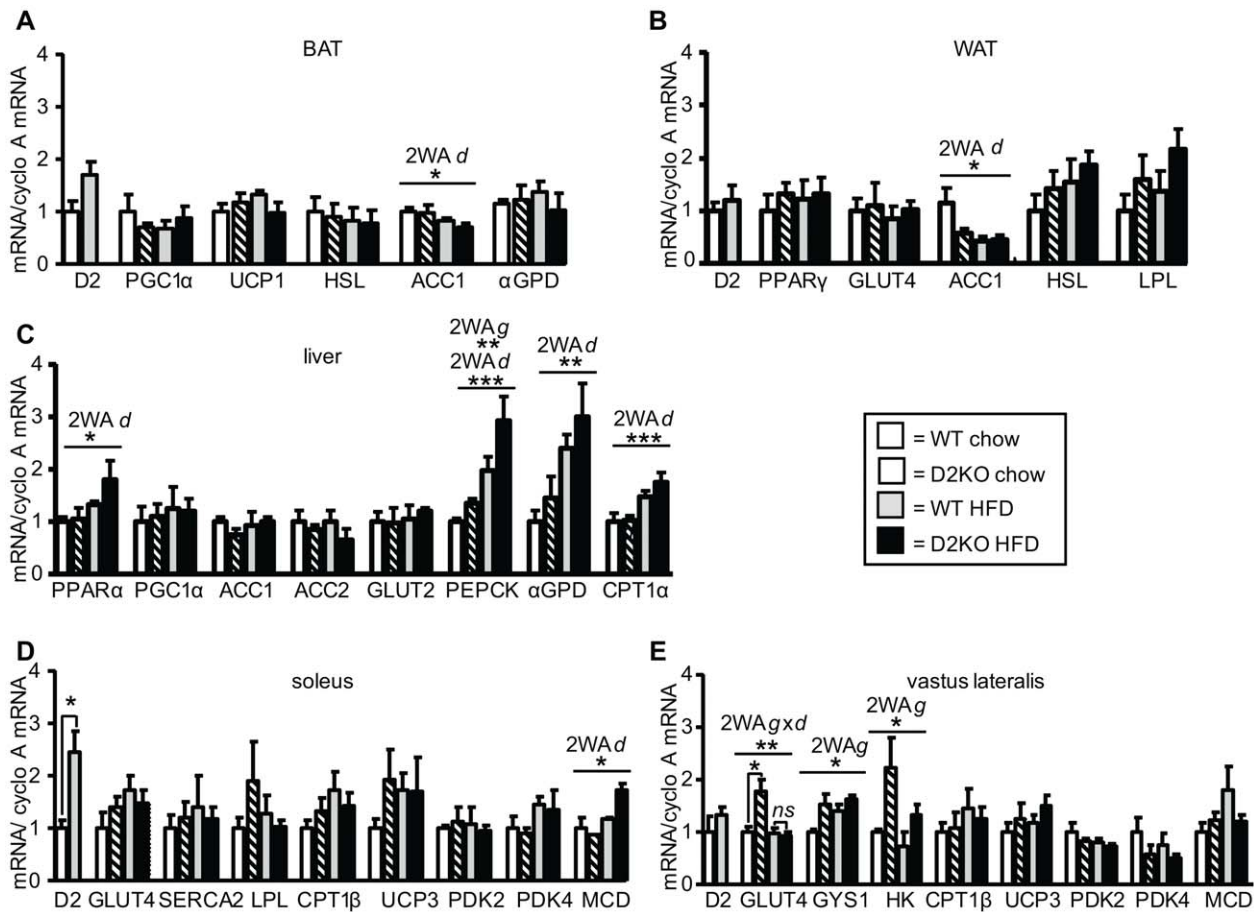 A
BAT
mRNA/cyclo A mRNA
4
3
2
1
0
2WA d
*
D2 PGC1α UCP1 HSL ACC1 αGPD
B
WAT
mRNA/cyclo A mRNA
4
3
2
1
0
2WA d
*
D2 PPARγ GLUT4 ACC1 HSL LPL
C
liver
mRNA/cyclo A mRNA
4
3
2
1
0
2WA d
*
2WA g
**
2WA d
***
2WA d
**
2WA d
***
PPARα PGC1α ACC1 ACC2 GLUT2 PEPCK αGPD CPT1α
= WT chow
= D2KO chow
= WT HFD
= D2KO HFD
D
soleus
mRNA/ cyclo A mRNA
4
3
2
1
0
*
2WA d
*
D2 GLUT4 SERCA2 LPL CPT1β UCP3 PDK2 PDK4 MCD
E
vastus lateralis
mRNA/ cyclo A mRNA
4
3
2
1
0
2WA gxd
**
*
ns
2WAg
*
2WA g
*
D2 GLUT4 GYS1 HK CPT1β UCP3 PDK2 PDK4 MCD